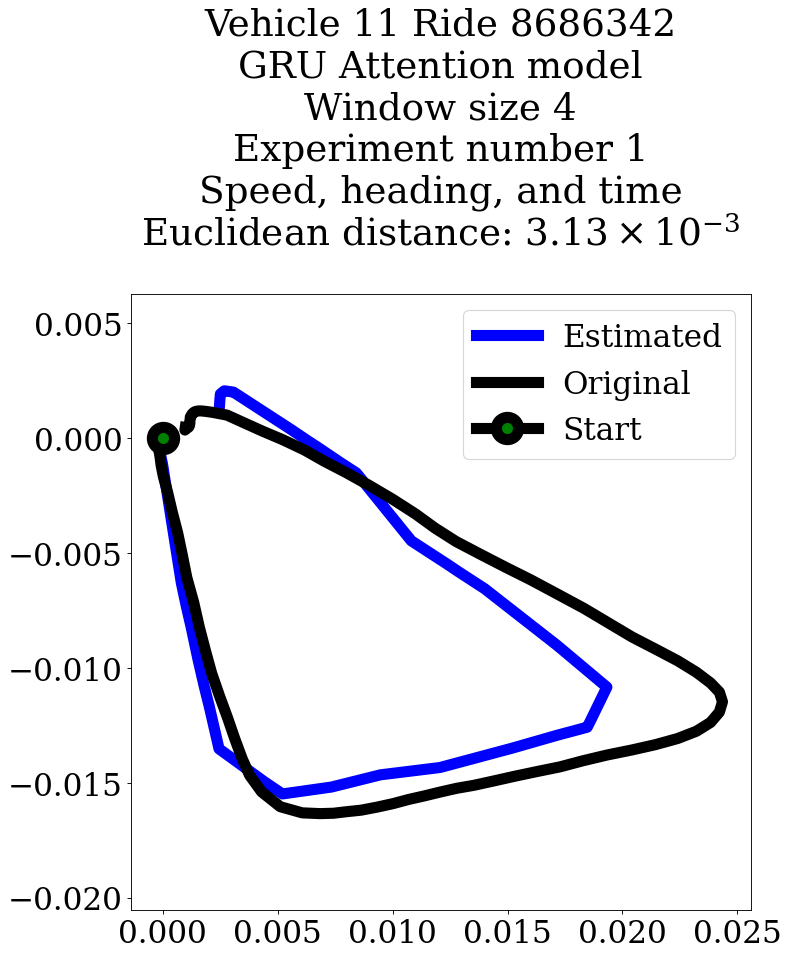 Vehicle 11 Ride 8686342
GRU Attention model
Window size 4
Experiment number 1
Speed, heading, and time
Euclidean distance: 3.13 × 10⁻³
0.005
0.000
−0.005
−0.010
−0.015
−0.020
Estimated
Original
Start
0.000 0.005 0.010 0.015 0.020 0.025